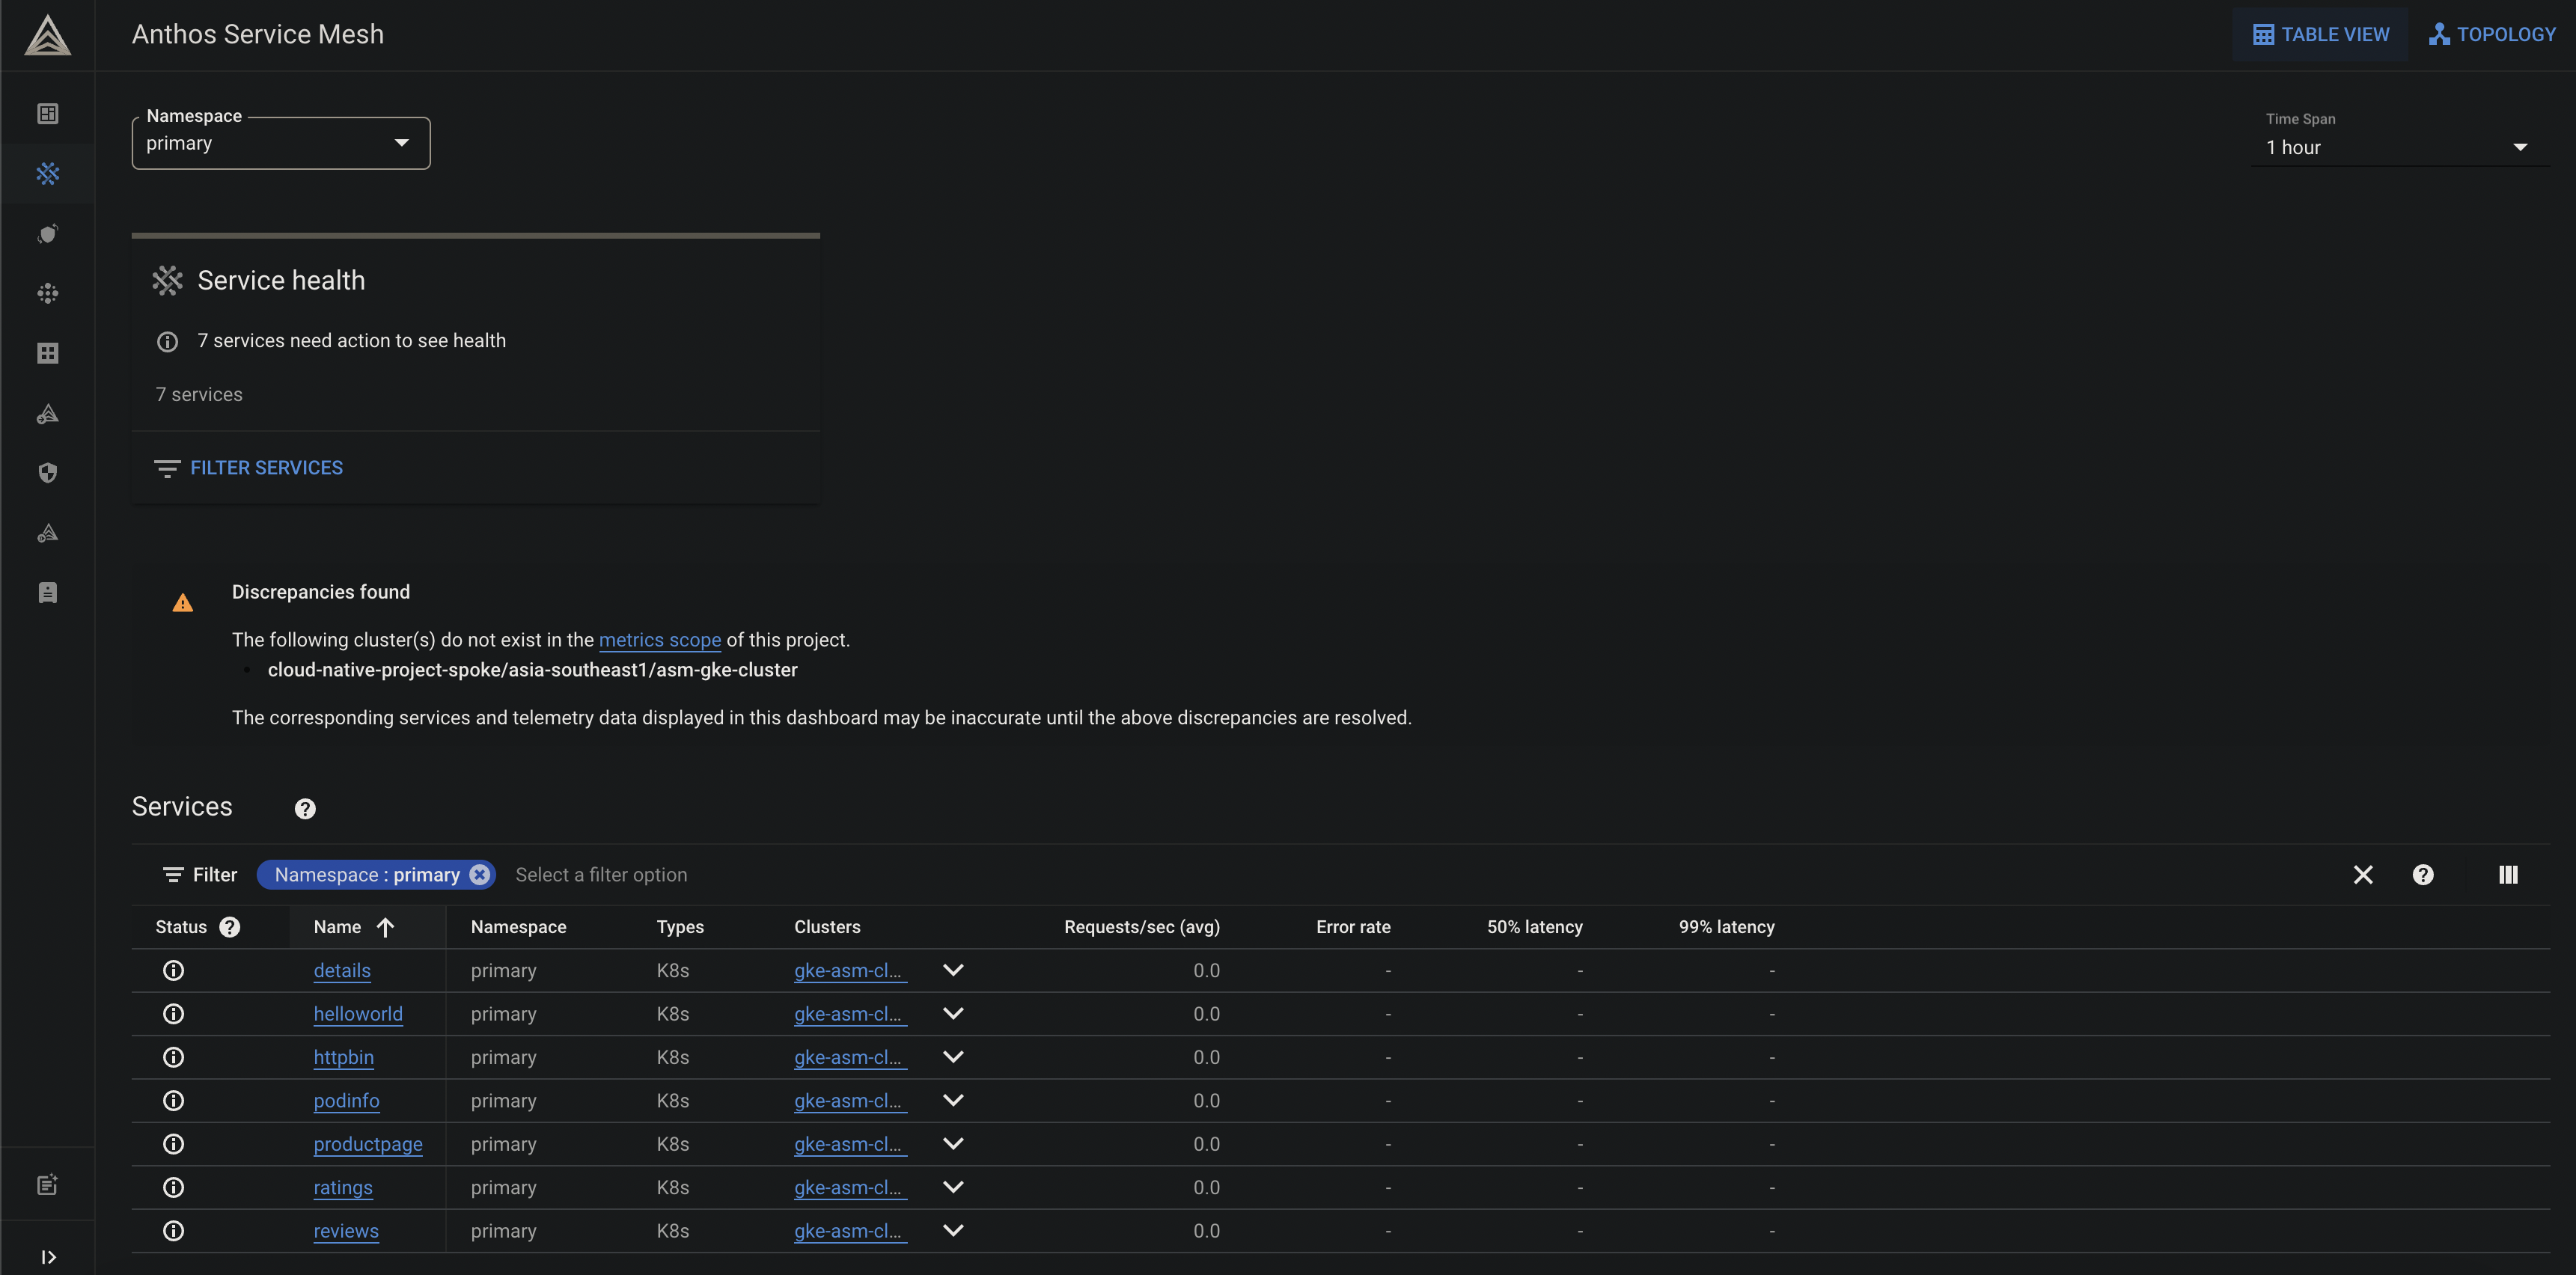 Anthos Service Mesh
TABLE VIEW
TOPOLOGY
Namespace
primary
Time Span
1 hour
Service health
7 services need action to see health
7 services
FILTER SERVICES
Discrepancies found
The following cluster(s) do not exist in the metrics scope of this project.
cloud-native-project-spoke/asia-southeast1/asm-gke-cluster
The corresponding services and telemetry data displayed in this dashboard may be inaccurate until the above discrepancies are resolved.
Services
Filter Namespace : primary Select a filter option
Status Name Namespace Types Clusters Requests/sec (avg) Error rate 50% latency 99% latency
details primary K8s gke-asm-cl... 0.0 - - -
helloworld primary K8s gke-asm-cl... 0.0 - - -
httpbin primary K8s gke-asm-cl... 0.0 - - -
podinfo primary K8s gke-asm-cl... 0.0 - - -
productpage primary K8s gke-asm-cl... 0.0 - - -
ratings primary K8s gke-asm-cl... 0.0 - - -
reviews primary K8s gke-asm-cl... 0.0 - - -